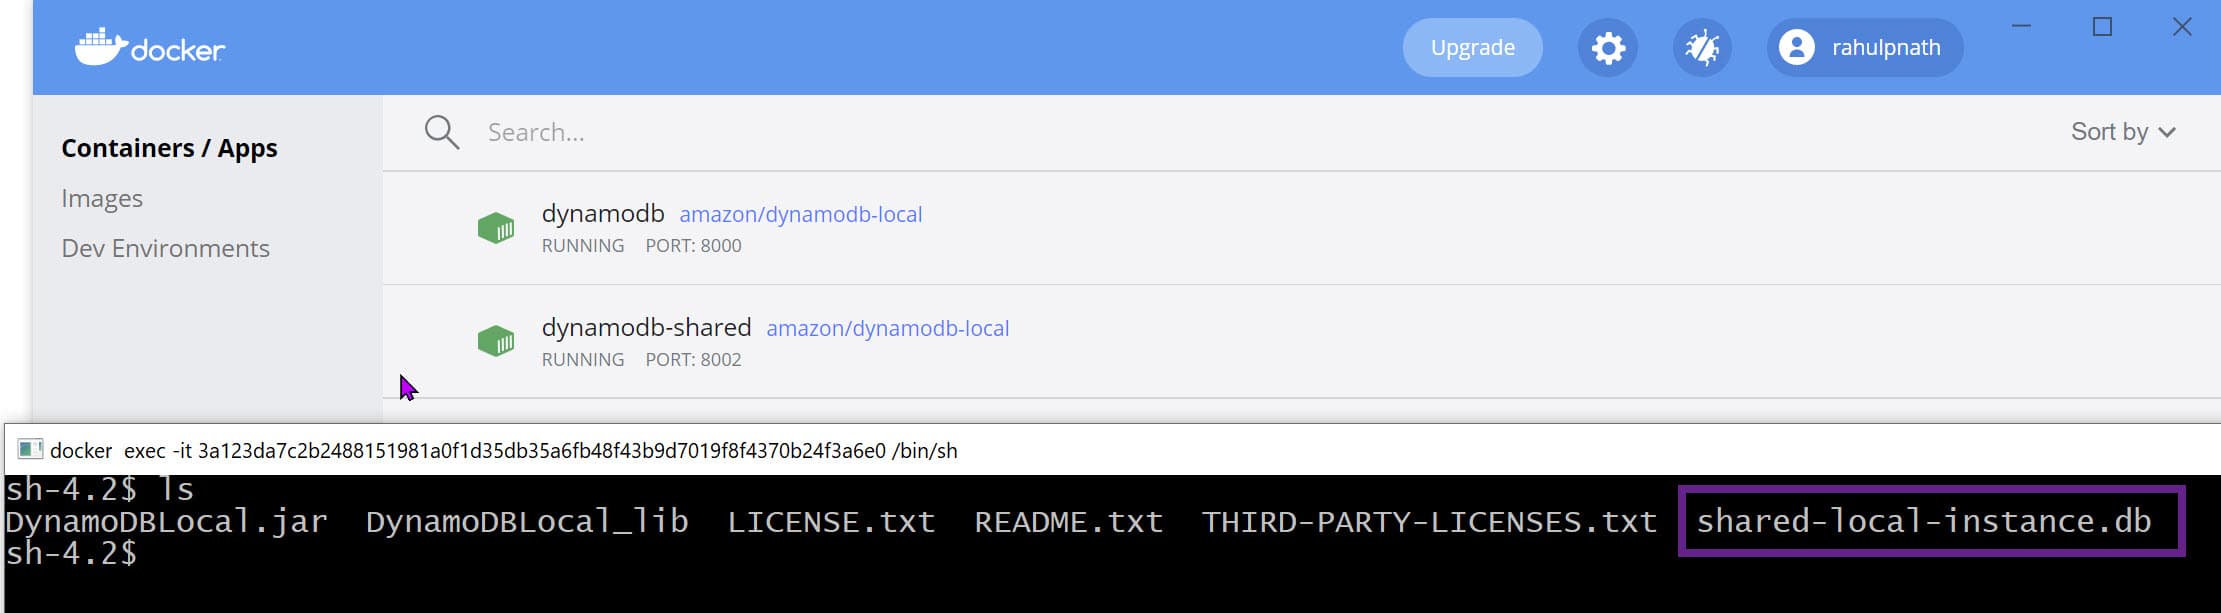 docker
Upgrade
rahulpnath
Containers / Apps
Images
Dev Environments
Search...
Sort by
dynamodb amazon/dynamodb-local
RUNNING PORT: 8000
dynamodb-shared amazon/dynamodb-local
RUNNING PORT: 8002
docker exec -it 3a123da7c2b2488151981a0f1d35db35a6fb48f43b9d7019f8f4370b24f3a6e0 /bin/sh
sh-4.2$ ls
DynamoDBLocal.jar DynamoDBLocal_lib LICENSE.txt README.txt THIRD-PARTY-LICENSES.txt shared-local-instance.db
sh-4.2$